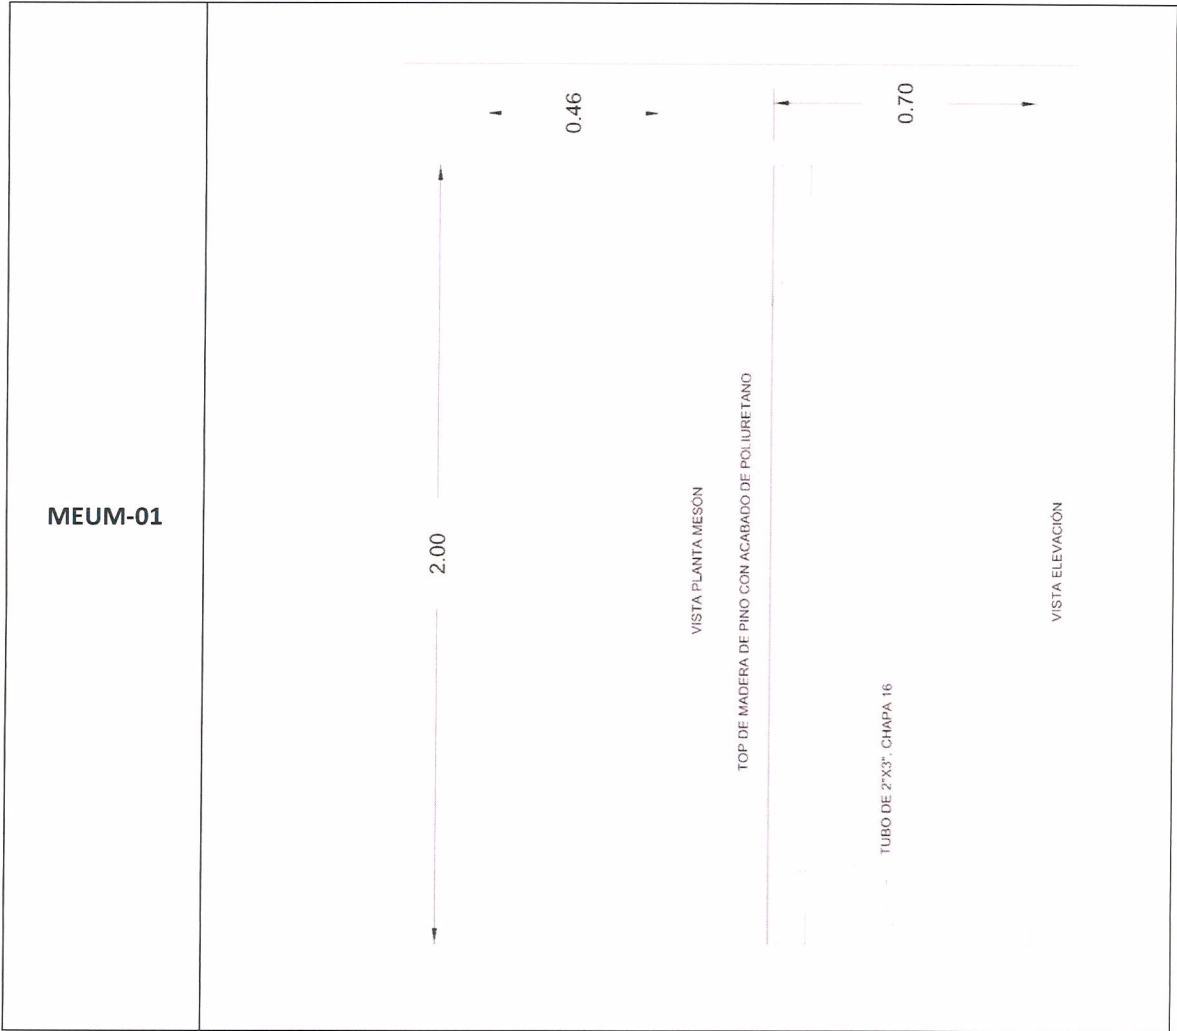 MEUM-01
2.00
0.46
VISTA PLANTA MESÓN
TOP DE MADERA DE PINO CON ACABADO DE POLIURETANO
0.70
TUBO DE 2"X3", CHAPA 16
VISTA ELEVACIÓN